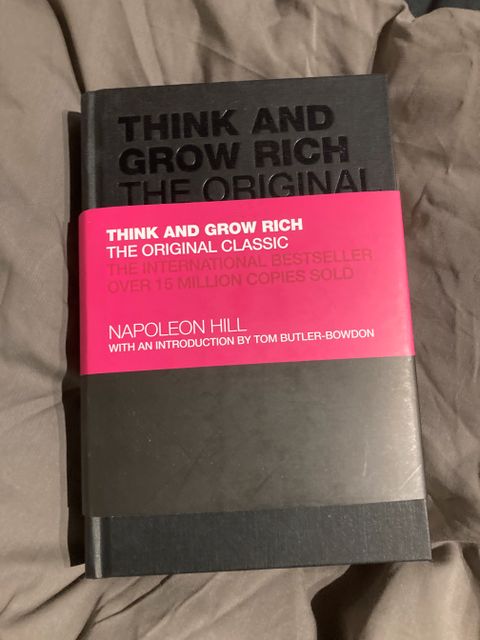 THINK AND
GROW RICH
THE ORIGINAL
THINK AND GROW RICH
THE ORIGINAL CLASSIC
THE INTERNATIONAL BESTSELLER
OVER 15 MILLION COPIES SOLD
NAPOLEON HILL
WITH AN INTRODUCTION BY TOM BUTLER-BOWDON